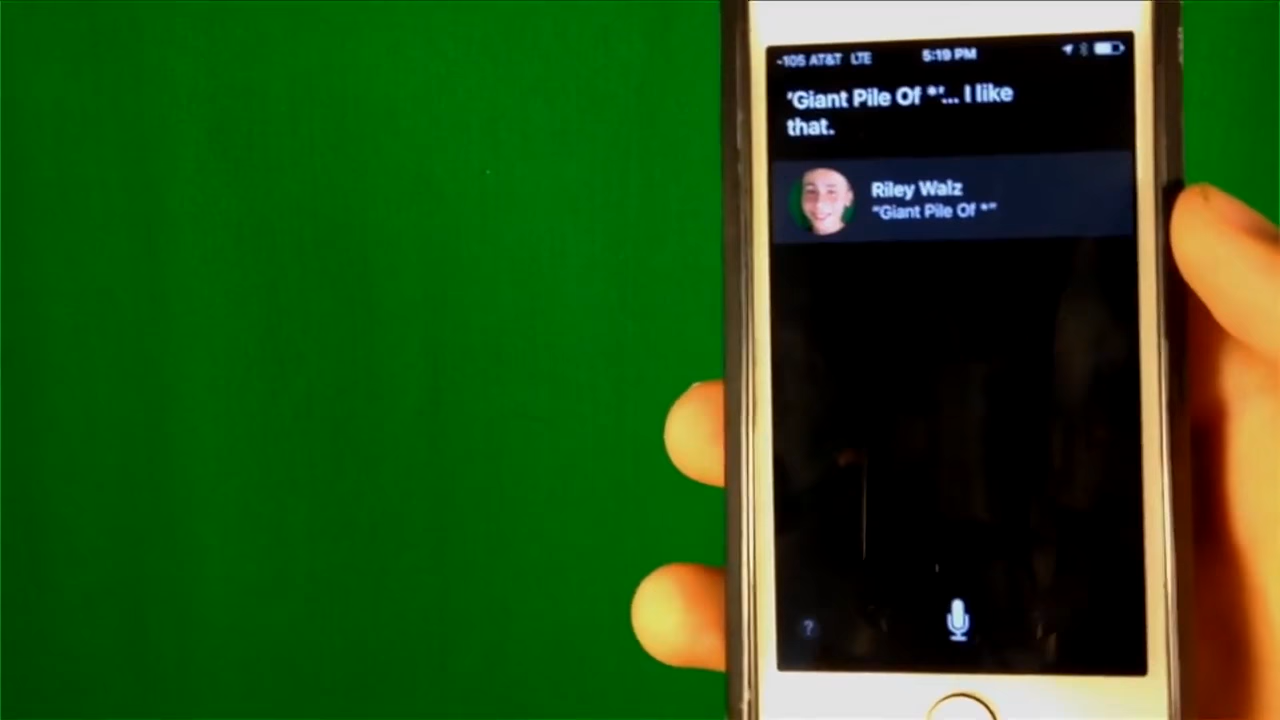 -105 AT&T LTE 5:19 PM
'Giant Pile Of *'... I like
that.
Riley Walz
"Giant Pile Of *"
?